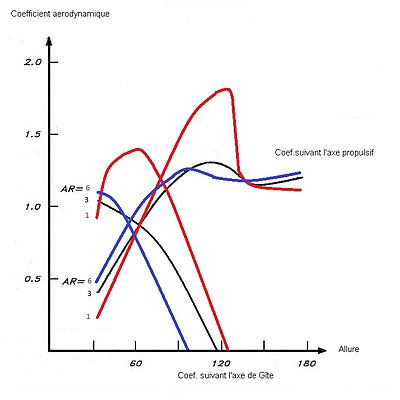 Coefficient aerodynamique
2.0
1.5
Coef.suivant l'axe propulsif
AR= 6
3
1
1.0
0.5
AR= 6
3
1
Allure
60
120
180
Coef. suivant l'axe de Gîte